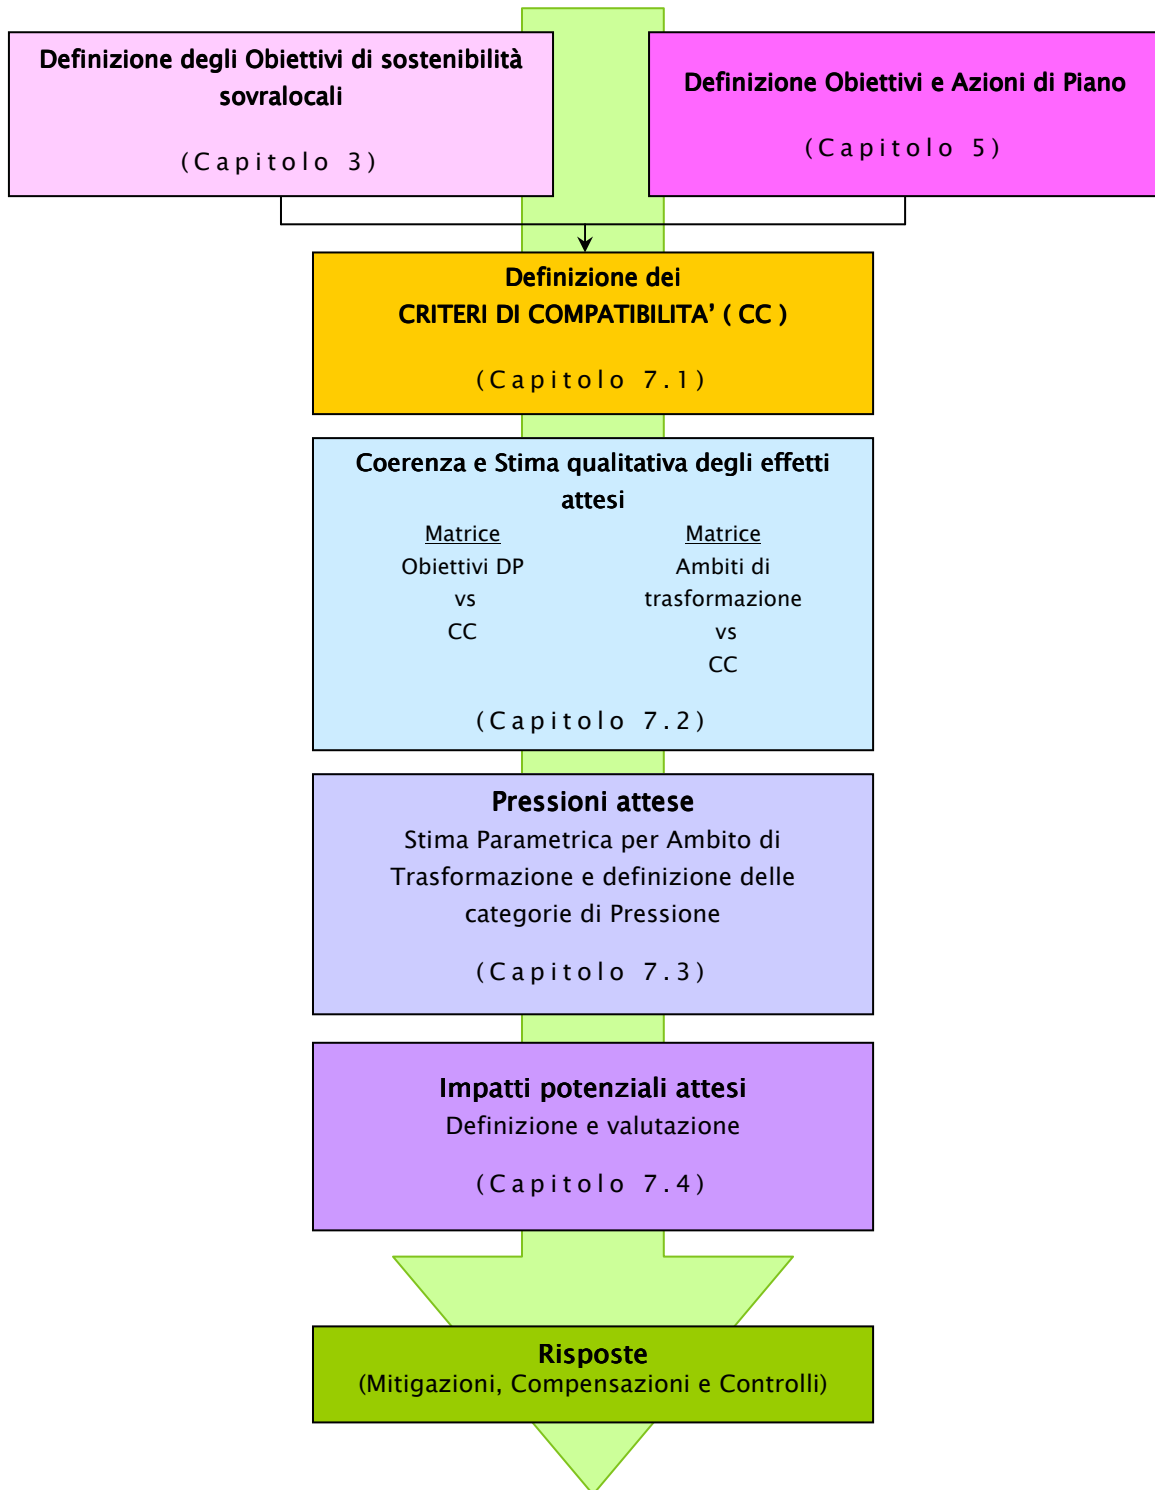 Definizione degli Obiettivi di sostenibilità
sovralocali
(Capitolo 3)
Definizione Obiettivi e Azioni di Piano
(Capitolo 5)
Definizione dei
CRITERI DI COMPATIBILITA’ ( CC )
(Capitolo 7.1)
Coerenza e Stima qualitativa degli effetti
attesi
Matrice
Obiettivi DP
vs
CC
Matrice
Ambiti di
trasformazione
vs
CC
(Capitolo 7.2)
Pressioni attese
Stima Parametrica per Ambito di
Trasformazione e definizione delle
categorie di Pressione
(Capitolo 7.3)
Impatti potenziali attesi
Definizione e valutazione
(Capitolo 7.4)
Risposte
(Mitigazioni, Compensazioni e Controlli)